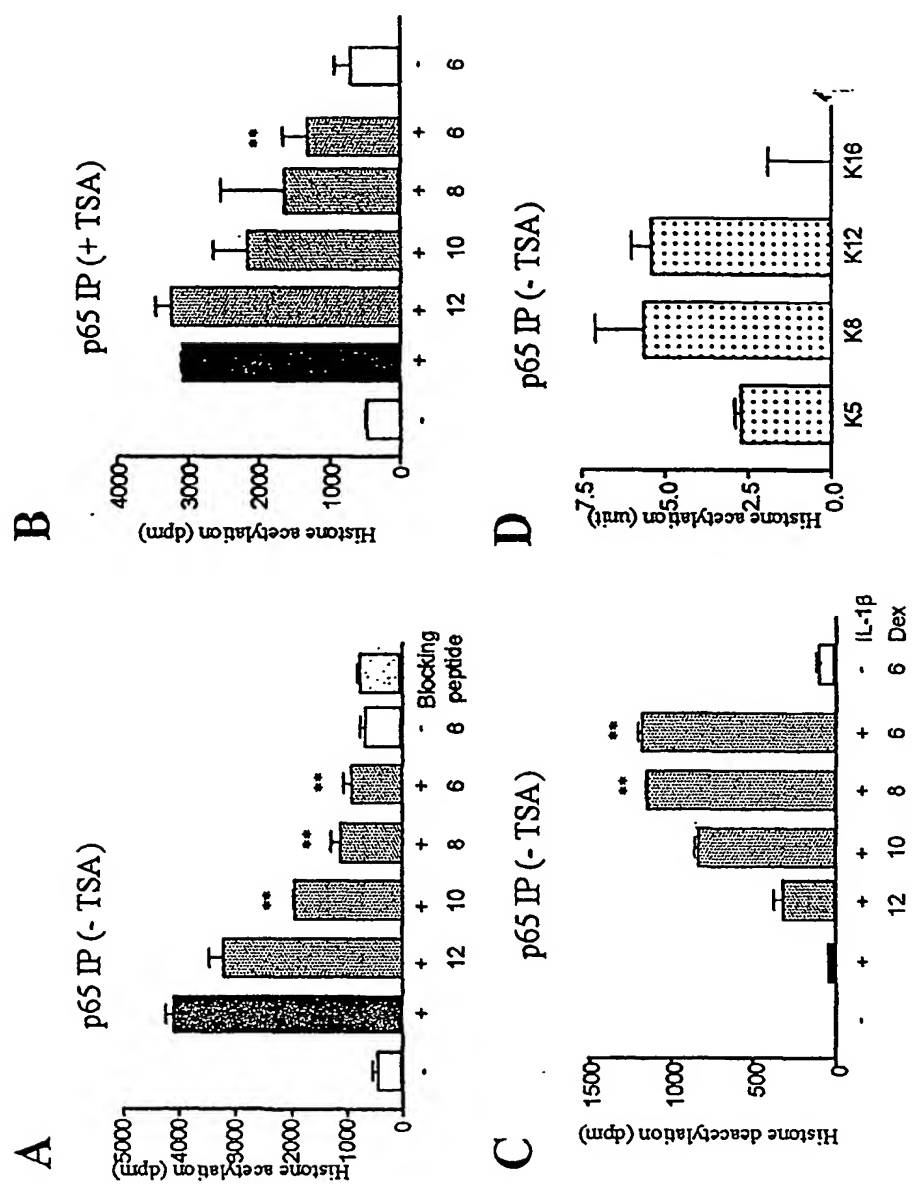 A
p65 IP (- TSA)
Histone acetylation (dpm)
5000
4000
3000
2000
1000
0
- + + + + + - Blocking
12 10 8 6 8 peptide
** ** **
B
p65 IP (+ TSA)
Histone acetylation (dpm)
4000
3000
2000
1000
0
- + + + + + -
12 10 8 6 6
**
C
p65 IP (- TSA)
Histone deacetylation (dpm)
1500
1000
500
0
- + + + + + - IL-1β
12 10 8 6 6 Dex
** **
D
p65 IP (- TSA)
Histone acetylation (unit)
7.5
5.0
2.5
0.0
K5 K8 K12 K16